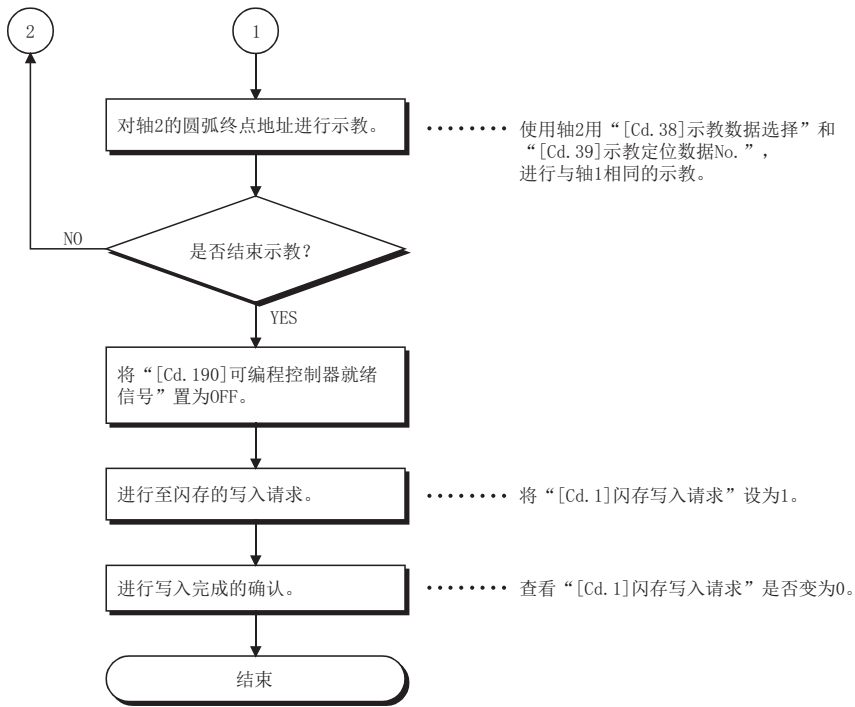 2
1
对轴2的圆弧终点地址进行示教。
使用轴2用“[Cd.38]示教数据选择”和
“[Cd.39]示教定位数据No.”，
进行与轴1相同的示教。
是否结束示教？
NO
YES
将“[Cd.190]可编程控制器就绪
信号”置为OFF。
进行至闪存的写入请求。
将“[Cd.1]闪存写入请求”设为1。
进行写入完成的确认。
查看“[Cd.1]闪存写入请求”是否变为0。
结束